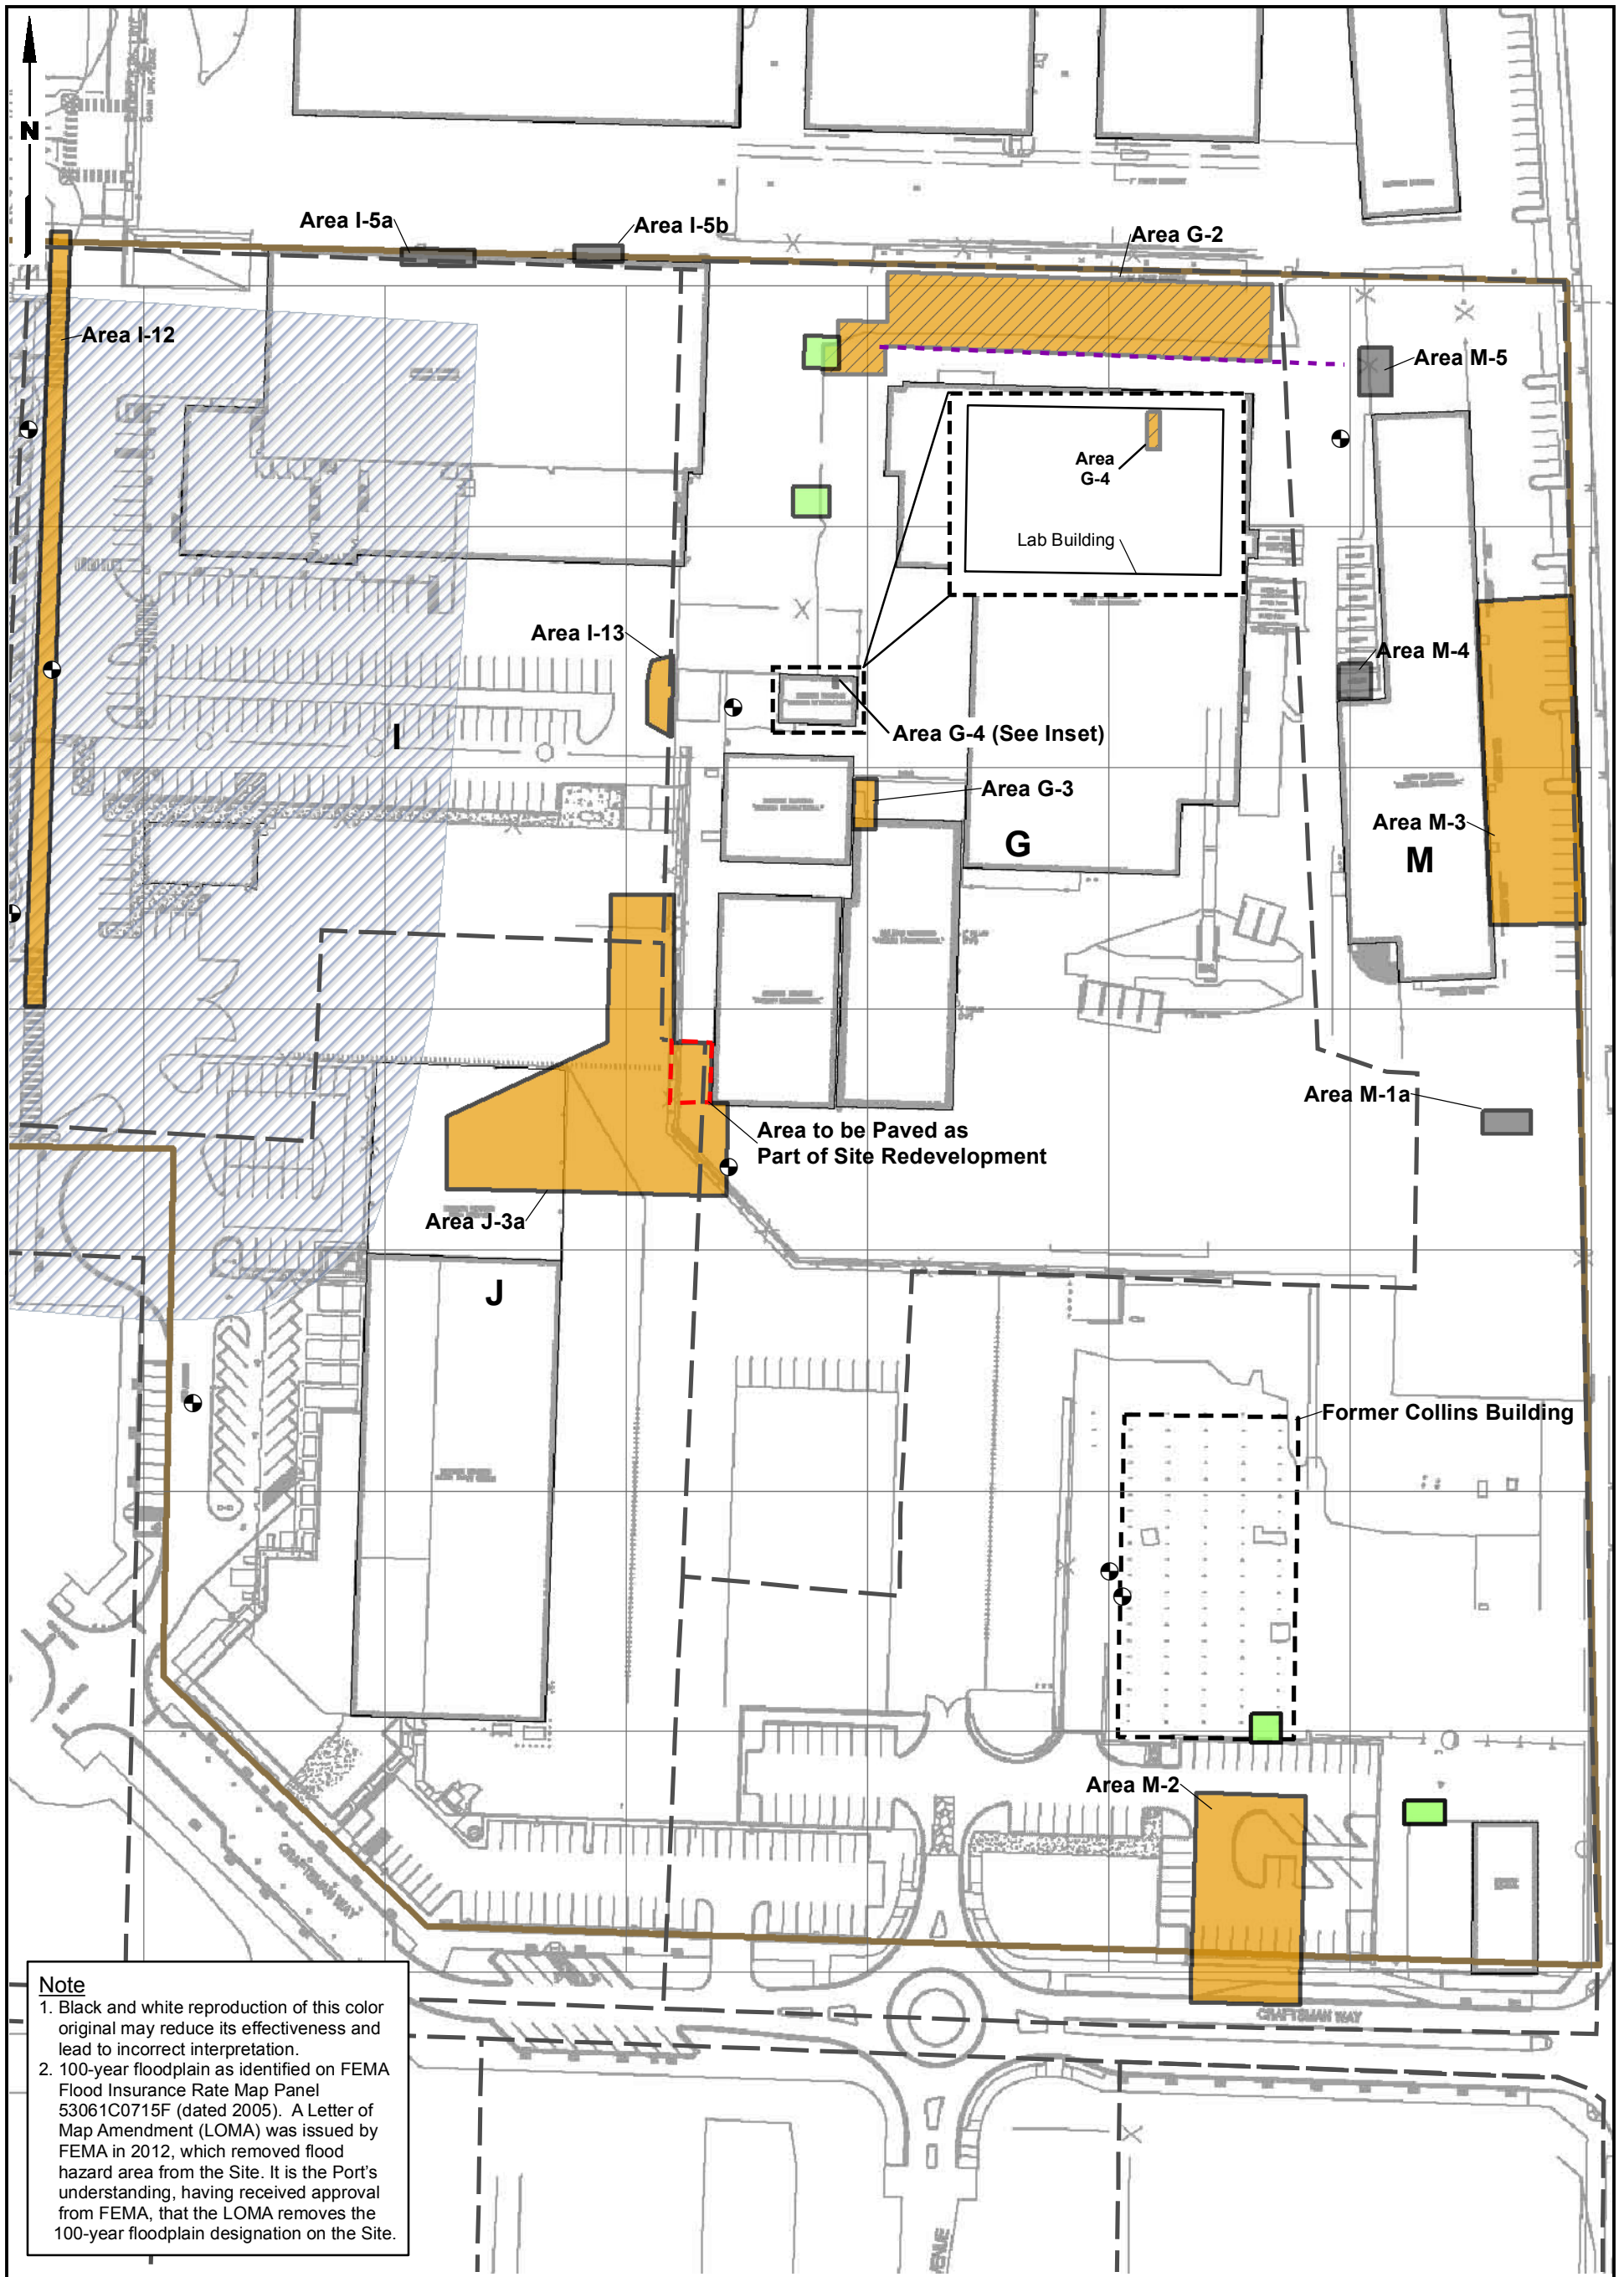 N
Area I-5a
Area I-5b
Area G-2
Area I-12
Area M-5
Area
G-4
Lab Building
Area I-13
Area M-4
I
Area G-4 (See Inset)
Area G-3
Area M-3
G
M
Area M-1a
Area to be Paved as
Part of Site Redevelopment
Area J-3a
J
Former Collins Building
Area M-2
CRAFTSMAN WAY
CRAFTSMAN WAY
Note
1. Black and white reproduction of this color
original may reduce its effectiveness and
lead to incorrect interpretation.
2. 100-year floodplain as identified on FEMA
Flood Insurance Rate Map Panel
53061C0715F (dated 2005). A Letter of
Map Amendment (LOMA) was issued by
FEMA in 2012, which removed flood
hazard area from the Site. It is the Port's
understanding, having received approval
from FEMA, that the LOMA removes the
100-year floodplain designation on the Site.